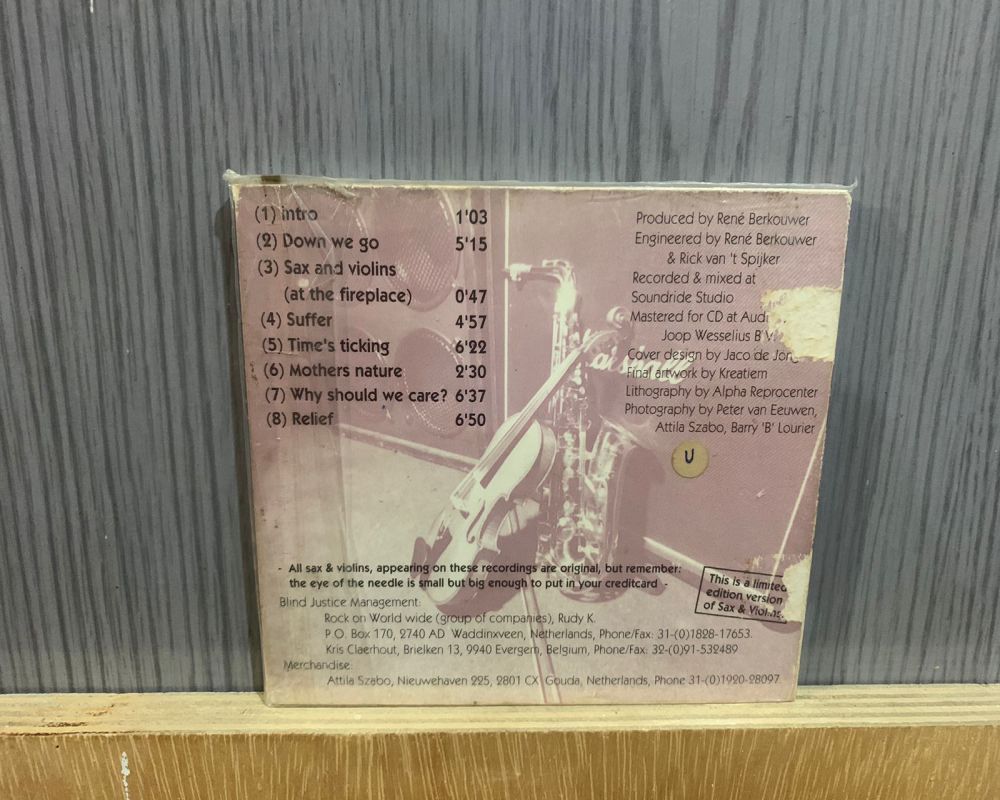 (1) Intro 1'03
(2) Down we go 5'15
(3) Sax and violins
(at the fireplace) 0'47
(4) Suffer 4'57
(5) Time's ticking 6'22
(6) Mothers nature 2'30
(7) Why should we care? 6'37
(8) Relief 6'50
Produced by René Berkouwer
Engineered by René Berkouwer
& Rick van 't Spijker
Recorded & mixed at
Soundride Studio
Mastered for CD at
Joop Wesselius
Cover design by Jaco de
Final artwork by Kreatiem
Lithography by Alpha Reprocenter
Photography by Peter van Eeuwen,
Attila Szabo, Barry 'B' Lourier
U
- All sax & violins, appearing on these recordings are original, but remember:
the eye of the needle is small but big enough to put in your creditcard -
This is a limited
edition version
of Sax &
Blind Justice Management:
Rock on World wide (group of companies), Rudy K.
P.O. Box 170, 2740 AD Waddinxveen, Netherlands, Phone/Fax: 31-(0)1828-17653.
Kris Claerhout, Brielken 13, 9940 Evergem, Belgium, Phone/Fax: 32-(0)91-532489
Merchandise:
Attila Szabo, Nieuwehaven 225, 2801 CX Gouda, Netherlands, Phone 31-(0)1920-28097